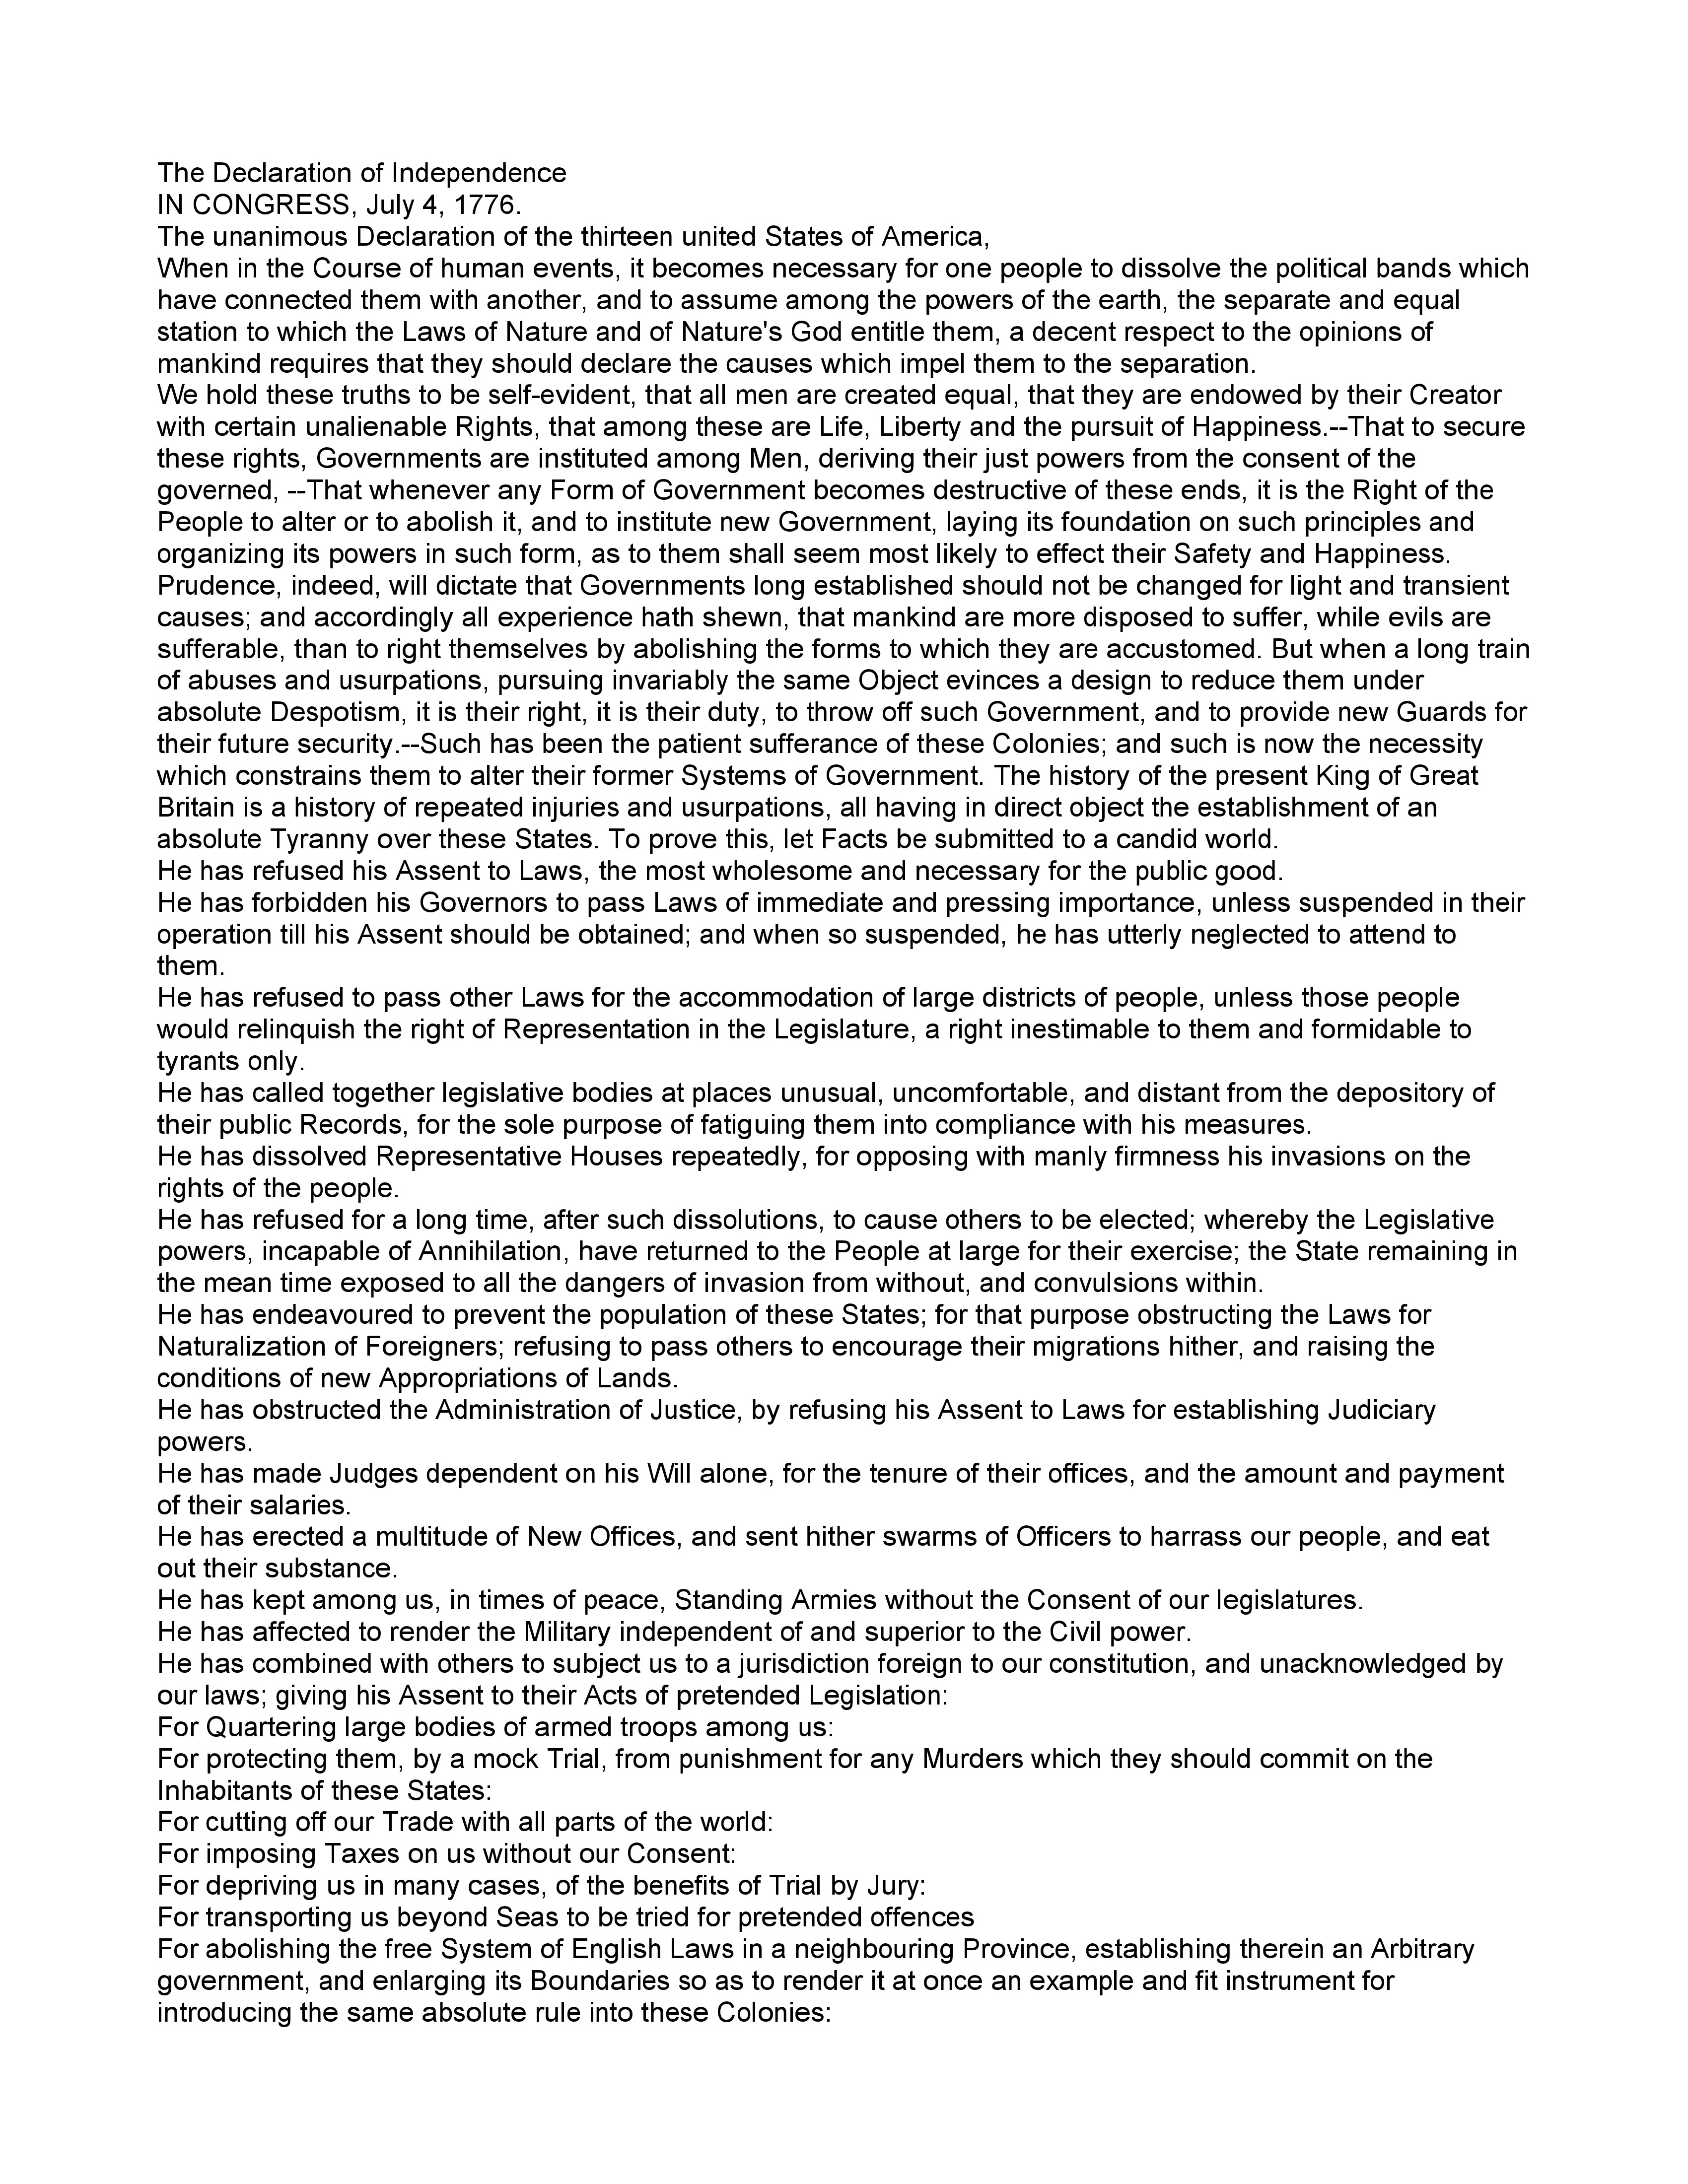 The Declaration of Independence
IN CONGRESS, July 4, 1776.
The unanimous Declaration of the thirteen united States of America,
When in the Course of human events, it becomes necessary for one people to dissolve the political bands which
have connected them with another, and to assume among the powers of the earth, the separate and equal
station to which the Laws of Nature and of Nature's God entitle them, a decent respect to the opinions of
mankind requires that they should declare the causes which impel them to the separation.
We hold these truths to be self-evident, that all men are created equal, that they are endowed by their Creator
with certain unalienable Rights, that among these are Life, Liberty and the pursuit of Happiness.--That to secure
these rights, Governments are instituted among Men, deriving their just powers from the consent of the
governed, --That whenever any Form of Government becomes destructive of these ends, it is the Right of the
People to alter or to abolish it, and to institute new Government, laying its foundation on such principles and
organizing its powers in such form, as to them shall seem most likely to effect their Safety and Happiness.
Prudence, indeed, will dictate that Governments long established should not be changed for light and transient
causes; and accordingly all experience hath shewn, that mankind are more disposed to suffer, while evils are
sufferable, than to right themselves by abolishing the forms to which they are accustomed. But when a long train
of abuses and usurpations, pursuing invariably the same Object evinces a design to reduce them under
absolute Despotism, it is their right, it is their duty, to throw off such Government, and to provide new Guards for
their future security.--Such has been the patient sufferance of these Colonies; and such is now the necessity
which constrains them to alter their former Systems of Government. The history of the present King of Great
Britain is a history of repeated injuries and usurpations, all having in direct object the establishment of an
absolute Tyranny over these States. To prove this, let Facts be submitted to a candid world.
He has refused his Assent to Laws, the most wholesome and necessary for the public good.
He has forbidden his Governors to pass Laws of immediate and pressing importance, unless suspended in their
operation till his Assent should be obtained; and when so suspended, he has utterly neglected to attend to
them.
He has refused to pass other Laws for the accommodation of large districts of people, unless those people
would relinquish the right of Representation in the Legislature, a right inestimable to them and formidable to
tyrants only.
He has called together legislative bodies at places unusual, uncomfortable, and distant from the depository of
their public Records, for the sole purpose of fatiguing them into compliance with his measures.
He has dissolved Representative Houses repeatedly, for opposing with manly firmness his invasions on the
rights of the people.
He has refused for a long time, after such dissolutions, to cause others to be elected; whereby the Legislative
powers, incapable of Annihilation, have returned to the People at large for their exercise; the State remaining in
the mean time exposed to all the dangers of invasion from without, and convulsions within.
He has endeavoured to prevent the population of these States; for that purpose obstructing the Laws for
Naturalization of Foreigners; refusing to pass others to encourage their migrations hither, and raising the
conditions of new Appropriations of Lands.
He has obstructed the Administration of Justice, by refusing his Assent to Laws for establishing Judiciary
powers.
He has made Judges dependent on his Will alone, for the tenure of their offices, and the amount and payment
of their salaries.
He has erected a multitude of New Offices, and sent hither swarms of Officers to harrass our people, and eat
out their substance.
He has kept among us, in times of peace, Standing Armies without the Consent of our legislatures.
He has affected to render the Military independent of and superior to the Civil power.
He has combined with others to subject us to a jurisdiction foreign to our constitution, and unacknowledged by
our laws; giving his Assent to their Acts of pretended Legislation:
For Quartering large bodies of armed troops among us:
For protecting them, by a mock Trial, from punishment for any Murders which they should commit on the
Inhabitants of these States:
For cutting off our Trade with all parts of the world:
For imposing Taxes on us without our Consent:
For depriving us in many cases, of the benefits of Trial by Jury:
For transporting us beyond Seas to be tried for pretended offences
For abolishing the free System of English Laws in a neighbouring Province, establishing therein an Arbitrary
government, and enlarging its Boundaries so as to render it at once an example and fit instrument for
introducing the same absolute rule into these Colonies: